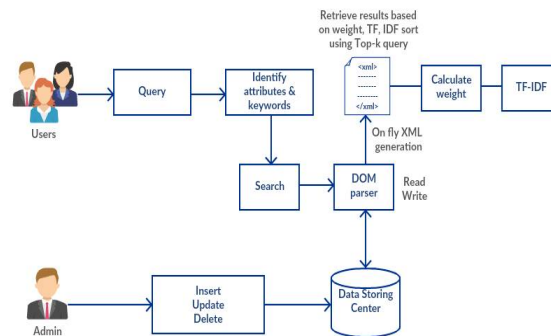 Retrieve results based
on weight, TF, IDF sort
using Top-k query
Users
Query
Identify
attributes &
keywords
<xml>
-------
-------
--------
</xml>
Calculate
weight
TF-IDF
On fly XML
generation
Search
DOM
parser
Read
Write
Admin
Insert
Update
Delete
Data Storing
Center